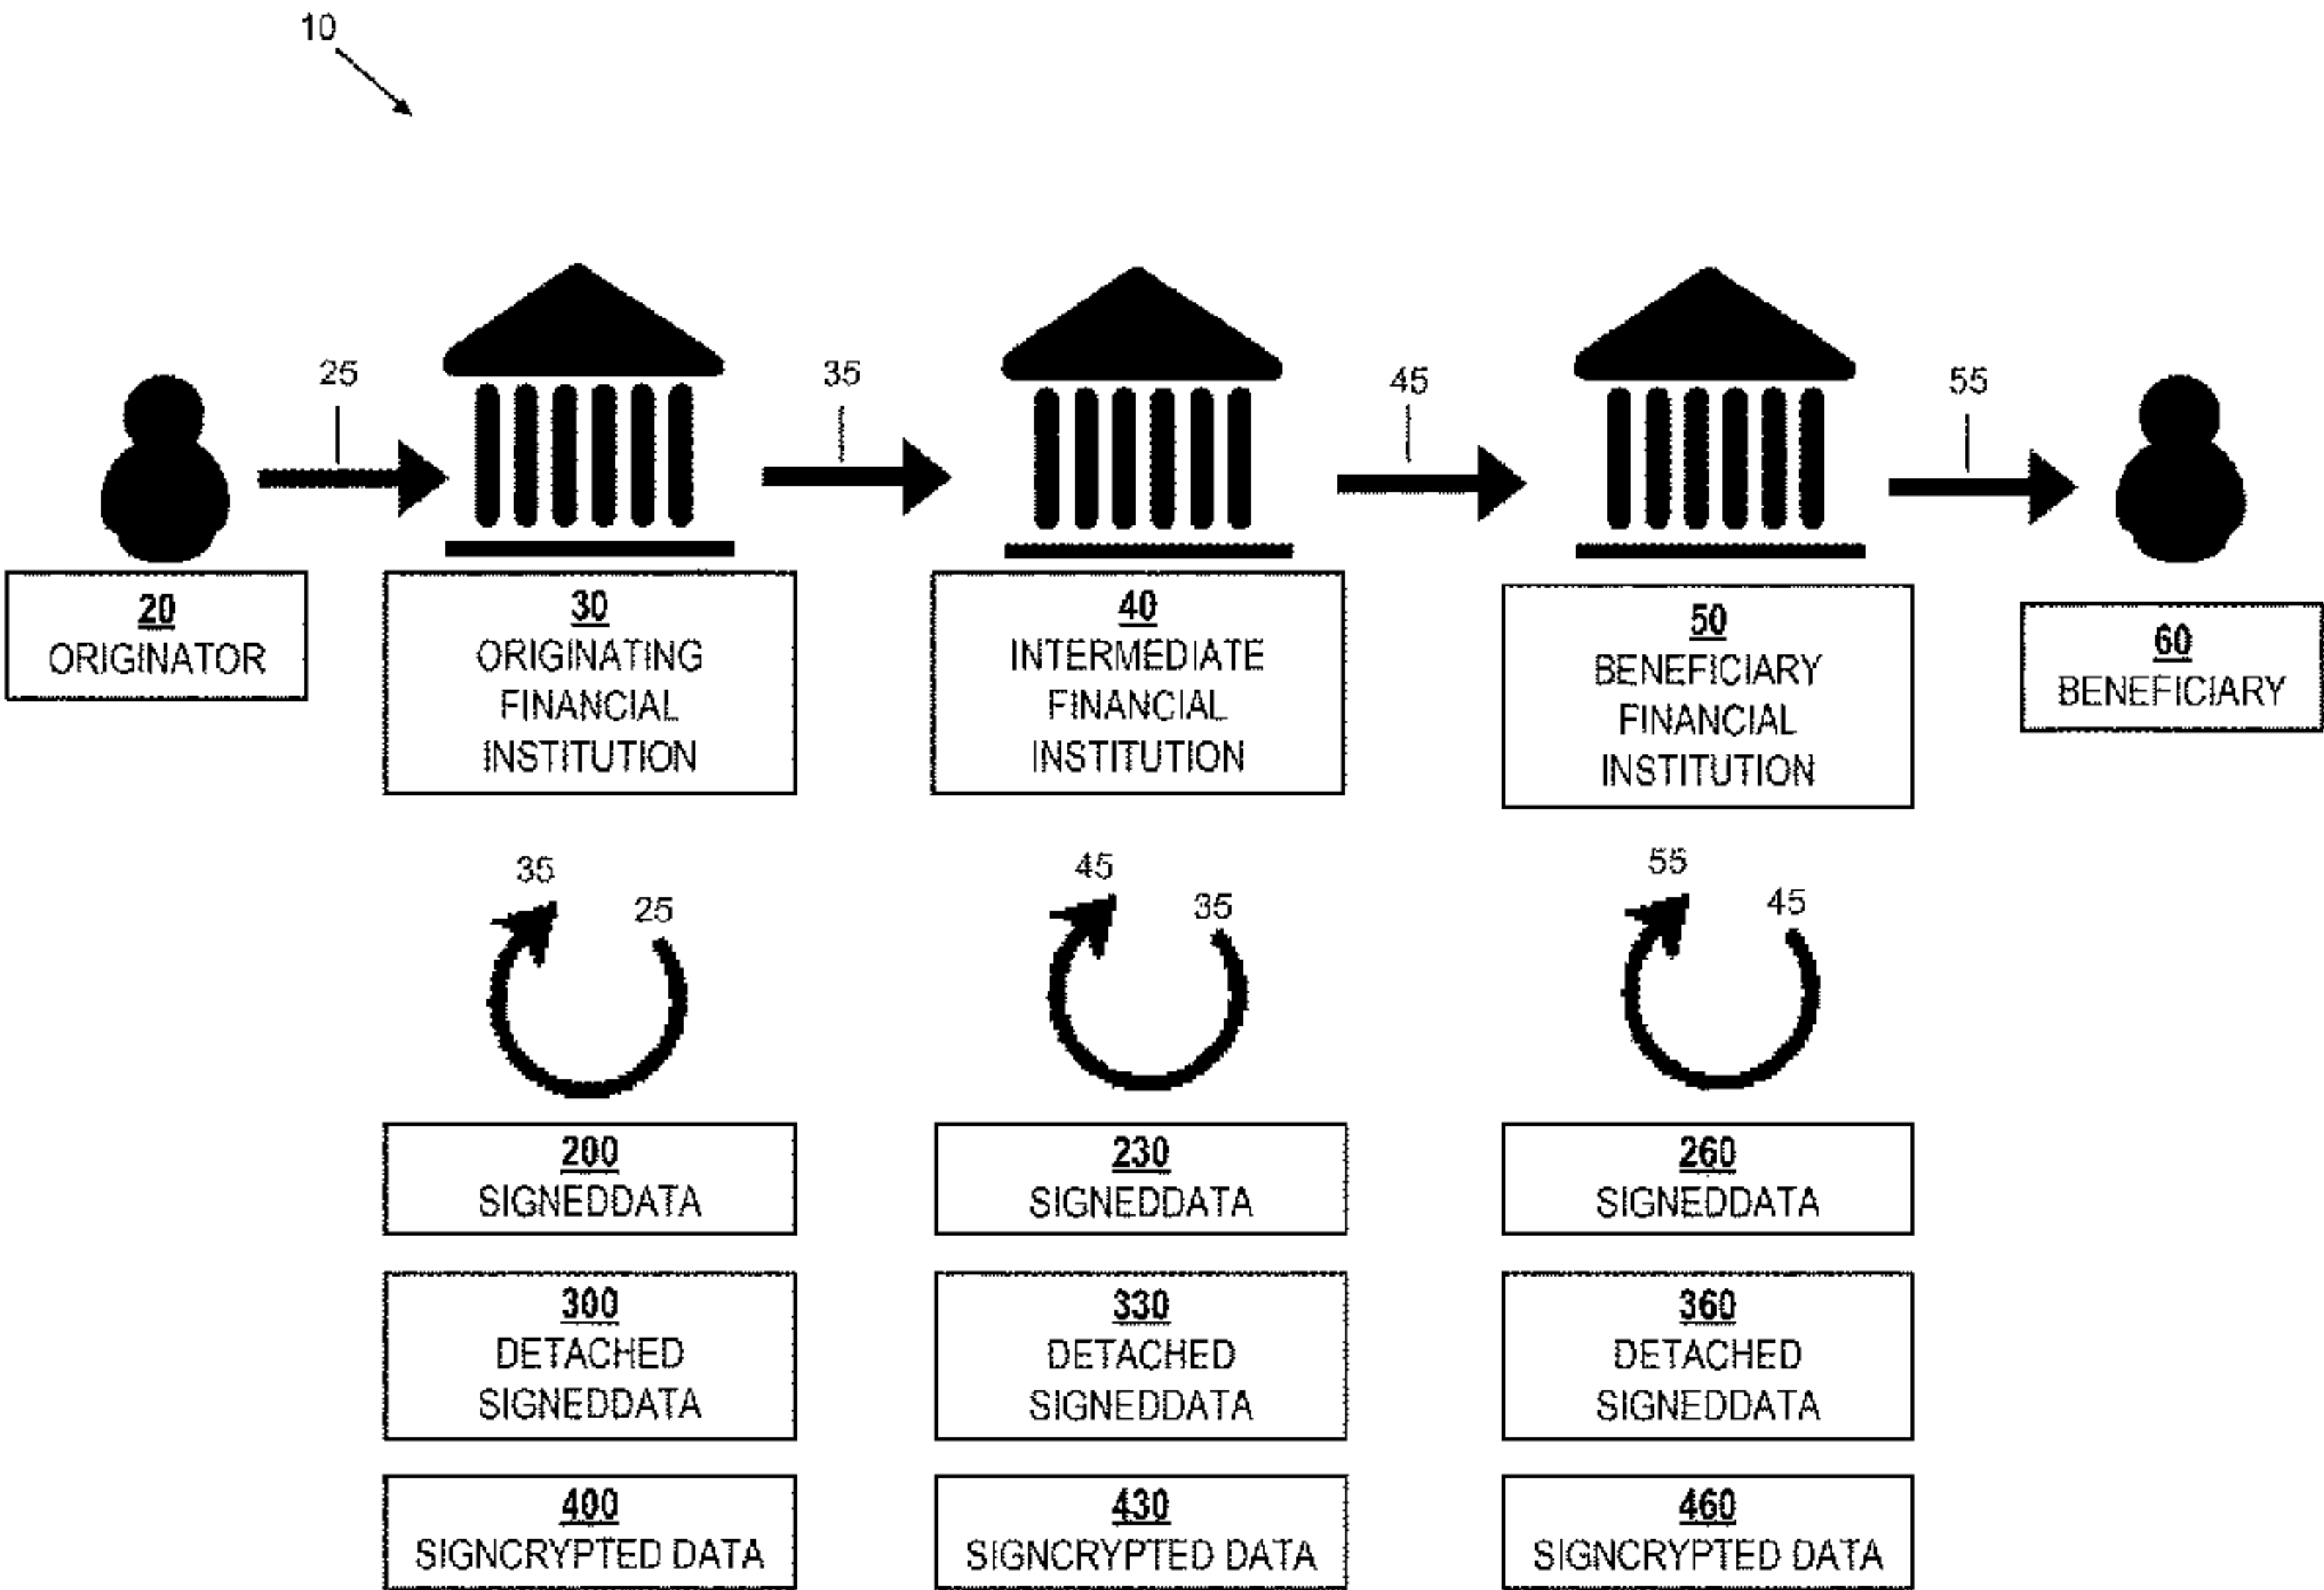 10
25
35
45
55
20
ORIGINATOR
30
ORIGINATING
FINANCIAL
INSTITUTION
40
INTERMEDIATE
FINANCIAL
INSTITUTION
50
BENEFICIARY
FINANCIAL
INSTITUTION
60
BENEFICIARY
35
25
45
35
55
45
200
SIGNEDDATA
230
SIGNEDDATA
260
SIGNEDDATA
300
DETACHED
SIGNEDDATA
330
DETACHED
SIGNEDDATA
360
DETACHED
SIGNEDDATA
400
SIGNCRYPTED DATA
430
SIGNCRYPTED DATA
460
SIGNCRYPTED DATA